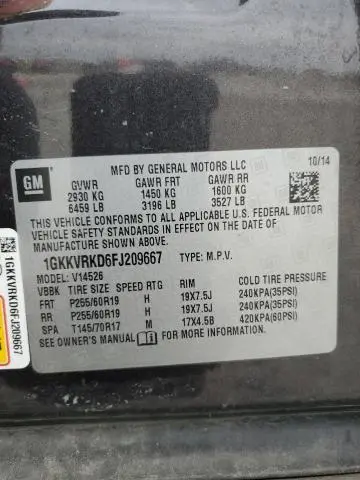 10/14
GM
MFD BY GENERAL MOTORS LLC
GVWR GAWR FRT GAWR RR
2930 KG 1450 KG 1600 KG
6459 LB 3196 LB 3527 LB
THIS VEHICLE CONFORMS TO ALL APPLICABLE U.S. FEDERAL MOTOR
VEHICLE SAFETY STANDARDS IN EFFECT ON THE DATE OF
MANUFACTURE SHOWN ABOVE.
1GKKVRKD6FJ209667 TYPE: M.P.V.
MODEL: V14526
VBBK TIRE SIZE SPEED RTG RIM COLD TIRE PRESSURE
FRT P255/60R19 H 19X7.5J 240KPA(35PSI)
RR P255/60R19 H 19X7.5J 240KPA(35PSI)
SPA T145/70R17 M 17X4.5B 420KPA(60PSI)
SEE OWNER'S MANUAL FOR MORE INFORMATION.
1GKKVRKD6FJ209667